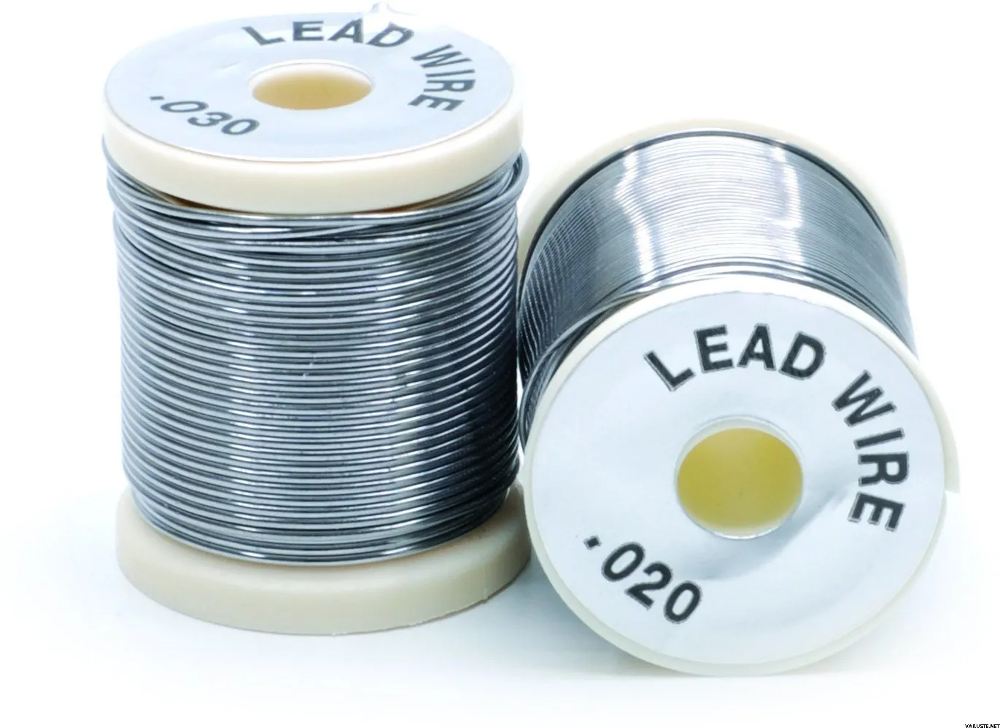 LEAD WIRE
.030
LEAD WIRE
.020
VARUSTE.NET